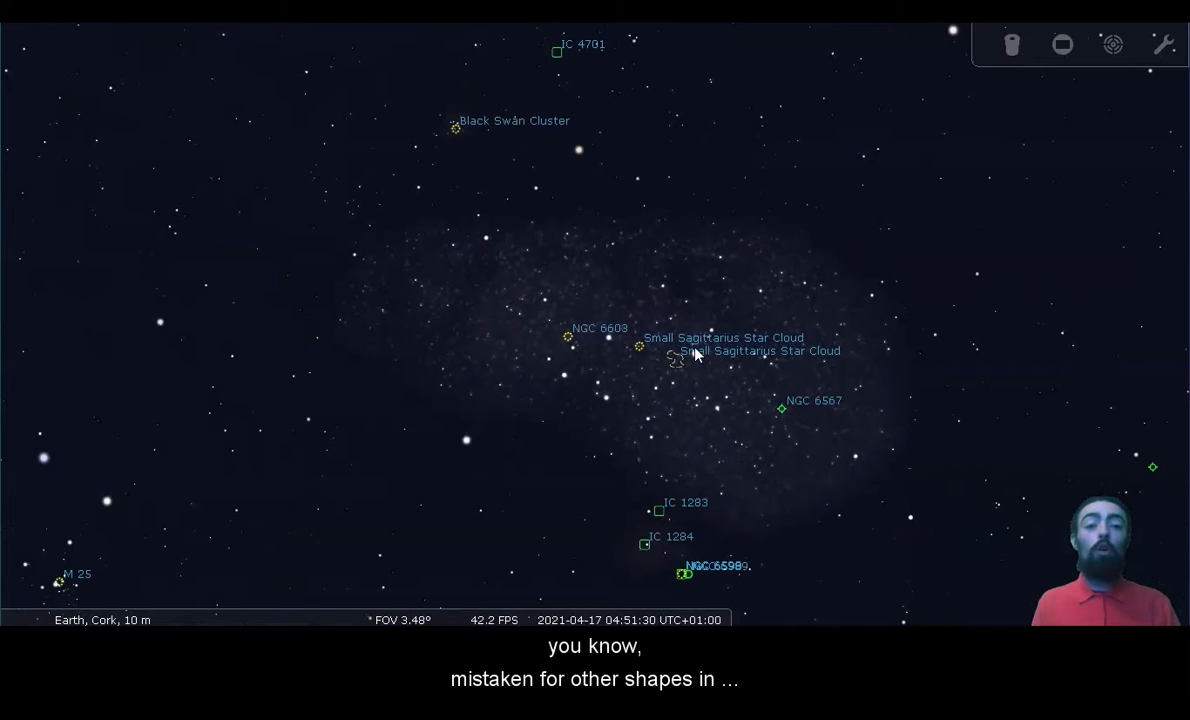 IC 4701
Black Swan Cluster
NGC 6603
Small Sagittarius Star Cloud
Small Sagittarius Star Cloud
NGC 6567
IC 1283
IC 1284
NGC 6598
M 25
Earth, Cork, 10 m
FOV 3.48°
42.2 FPS
2021-04-17 04:51:30 UTC+01:00
you know,
mistaken for other shapes in ...